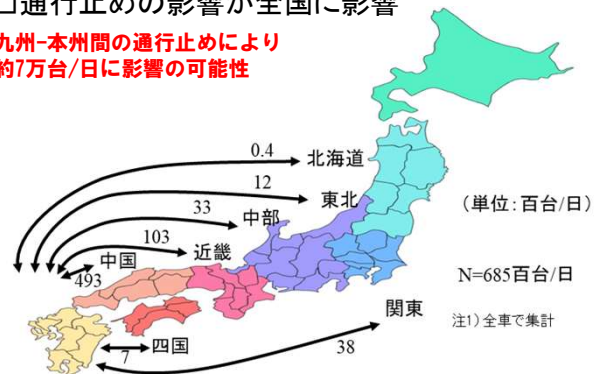 □通行止めの影響が全国に影響
九州-本州間の通行止めにより
約7万台/日に影響の可能性
0.4
北海道
12
東北
33
中部
(単位:百台/日)
103
近畿
中国
493
N=685百台/日
関東
注1)全車で集計
四国
7
38